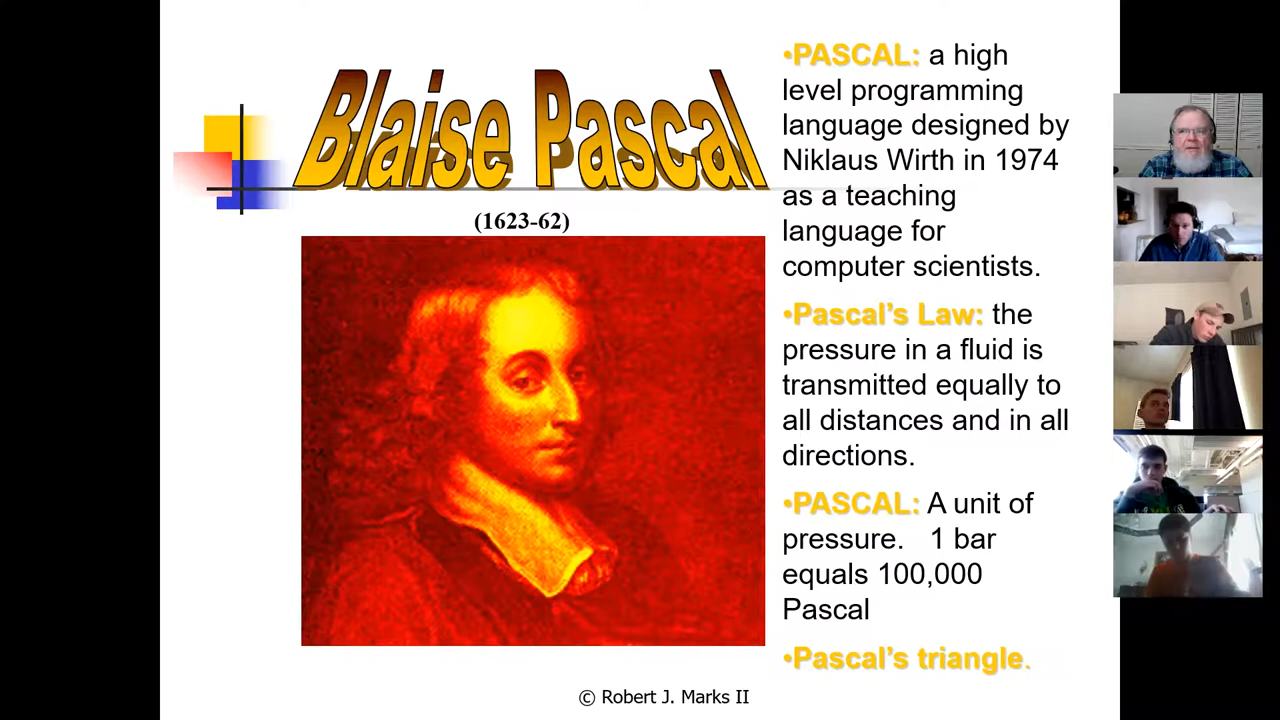 Blaise Pascal
(1623-62)
•PASCAL: a high
level programming
language designed by
Niklaus Wirth in 1974
as a teaching
language for
computer scientists.
•Pascal’s Law: the
pressure in a fluid is
transmitted equally to
all distances and in all
directions.
•PASCAL: A unit of
pressure. 1 bar
equals 100,000
Pascal
•Pascal’s triangle.
© Robert J. Marks II